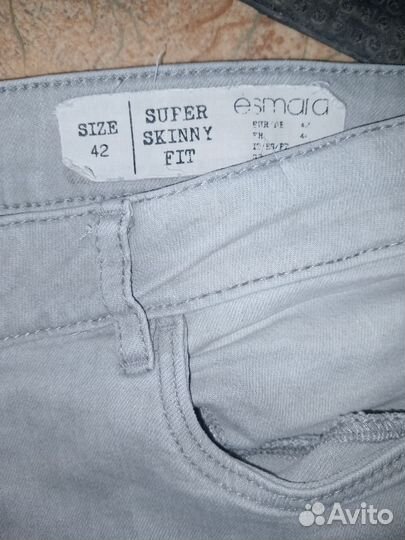 SIZE
42
SUPER
SKINNY
FIT
esmara
Avito